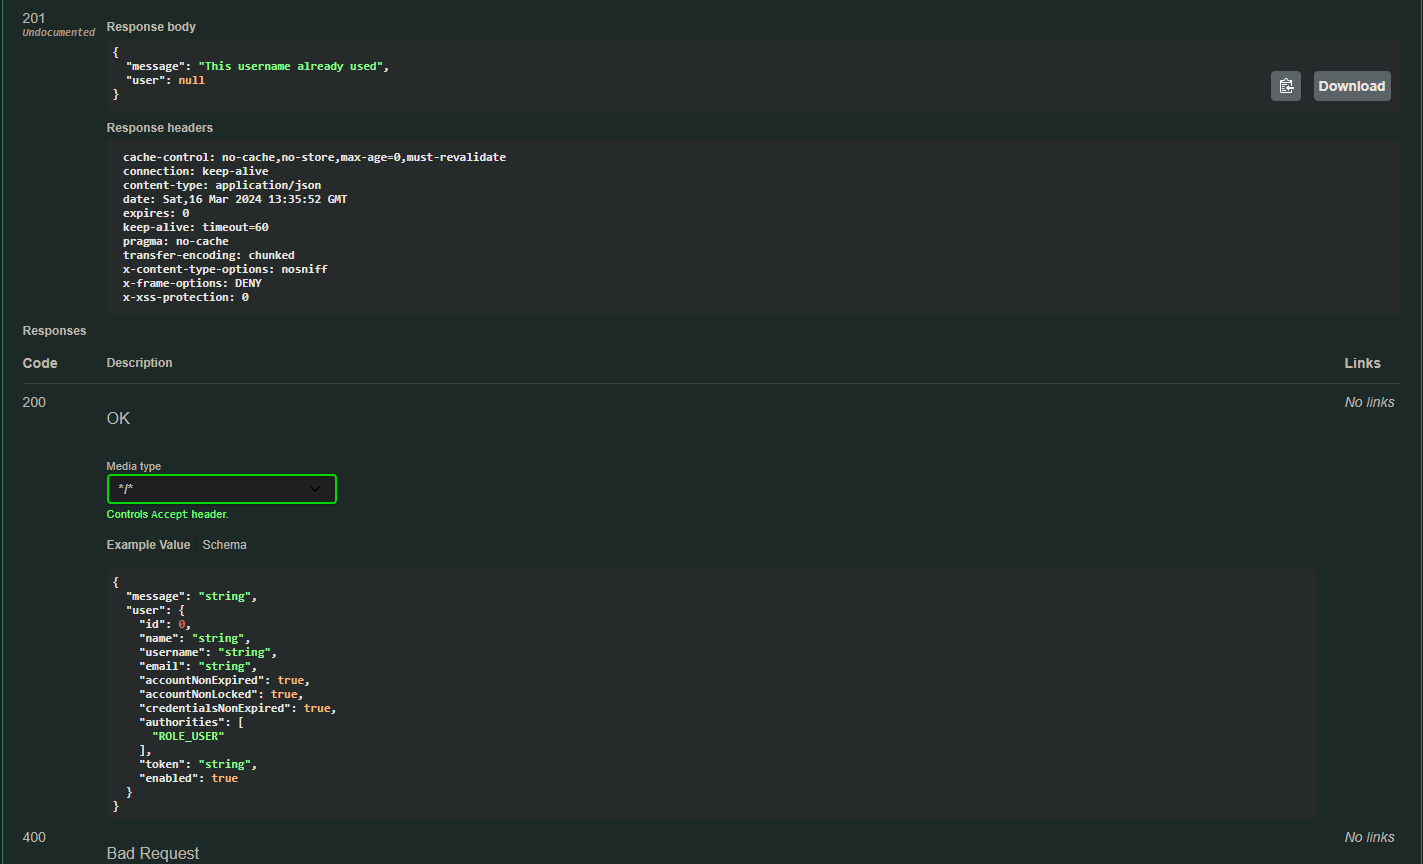 201
Undocumented
Response body
{
  "message": "This username already used",
  "user": null
}
Download
Response headers
cache-control: no-cache,no-store,max-age=0,must-revalidate
connection: keep-alive
content-type: application/json
date: Sat,16 Mar 2024 13:35:52 GMT
expires: 0
keep-alive: timeout=60
pragma: no-cache
transfer-encoding: chunked
x-content-type-options: nosniff
x-frame-options: DENY
x-xss-protection: 0
Responses
Code Description Links
200 No links
OK
Media type
*/*
Controls Accept header.
Example Value Schema
{
  "message": "string",
  "user": {
    "id": 0,
    "name": "string",
    "username": "string",
    "email": "string",
    "accountNonExpired": true,
    "accountNonLocked": true,
    "credentialsNonExpired": true,
    "authorities": [
      "ROLE_USER"
    ],
    "token": "string",
    "enabled": true
  }
}
400 No links
Bad Request